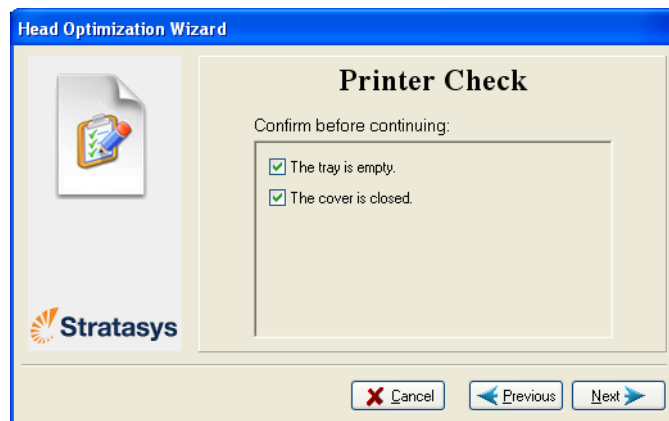 Head Optimization Wizard
Printer Check
Confirm before continuing:
The tray is empty.
The cover is closed.
Stratasys
Cancel
Previous
Next